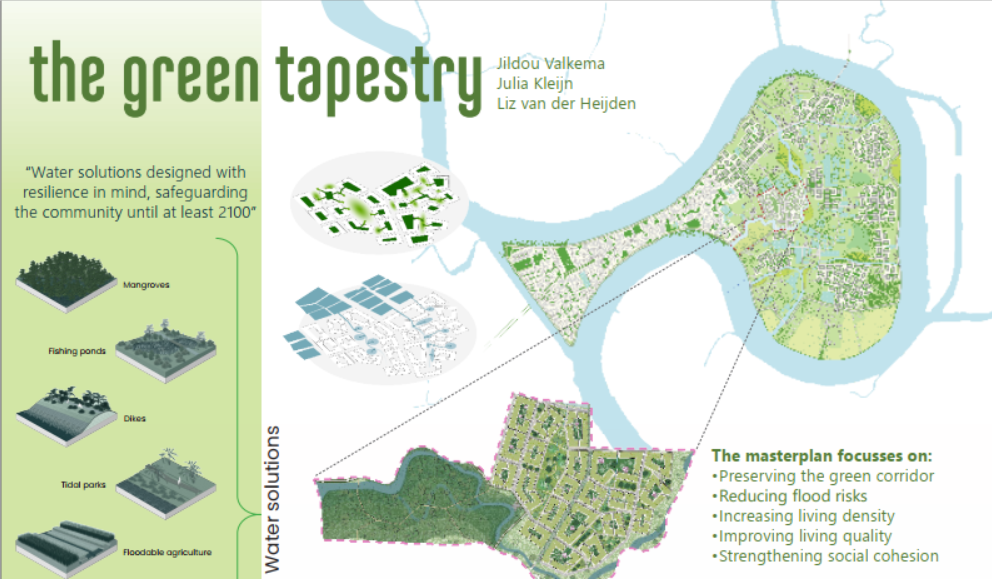 the green tapestry
Jildou Valkema
Julia Kleijn
Liz van der Heijden
"Water solutions designed with
resilience in mind, safeguarding
the community until at least 2100"
Mangroves
Fishing ponds
Dikes
Tidal parks
Floodable agriculture
Water solutions
The masterplan focusses on:
•Preserving the green corridor
•Reducing flood risks
•Increasing living density
•Improving living quality
•Strengthening social cohesion